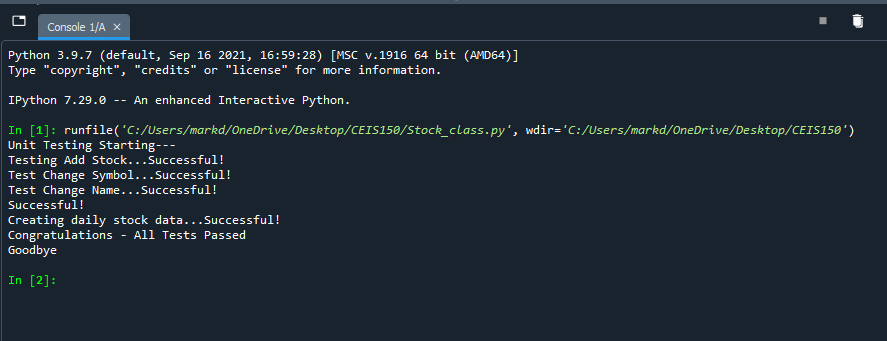 Console 1/A
Python 3.9.7 (default, Sep 16 2021, 16:59:28) [MSC v.1916 64 bit (AMD64)]
Type "copyright", "credits" or "license" for more information.
IPython 7.29.0 -- An enhanced Interactive Python.
In [1]: runfile('C:/Users/markd/OneDrive/Desktop/CEIS150/Stock_class.py', wdir='C:/Users/markd/OneDrive/Desktop/CEIS150')
Unit Testing Starting---
Testing Add Stock...Successful!
Test Change Symbol...Successful!
Test Change Name...Successful!
Successful!
Creating daily stock data...Successful!
Congratulations - All Tests Passed
Goodbye
In [2]: